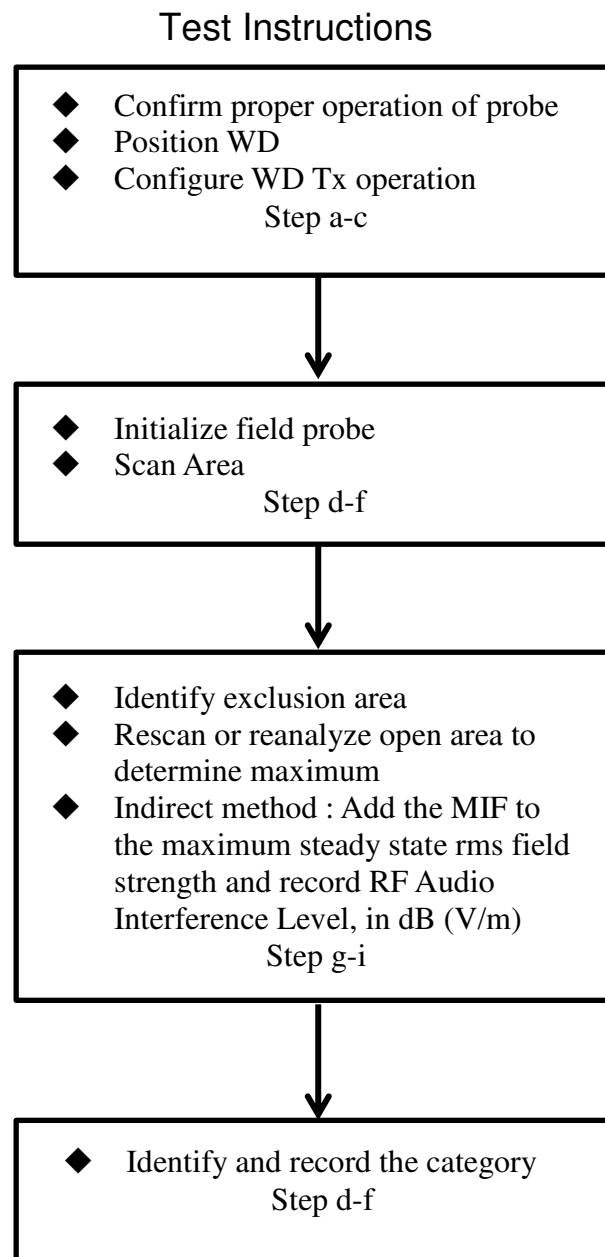 Test Instructions
◆ Confirm proper operation of probe
◆ Position WD
◆ Configure WD Tx operation
Step a-c
◆ Initialize field probe
◆ Scan Area
Step d-f
◆ Identify exclusion area
◆ Rescan or reanalyze open area to
determine maximum
◆ Indirect method : Add the MIF to
the maximum steady state rms field
strength and record RF Audio
Interference Level, in dB (V/m)
Step g-i
◆ Identify and record the category
Step d-f